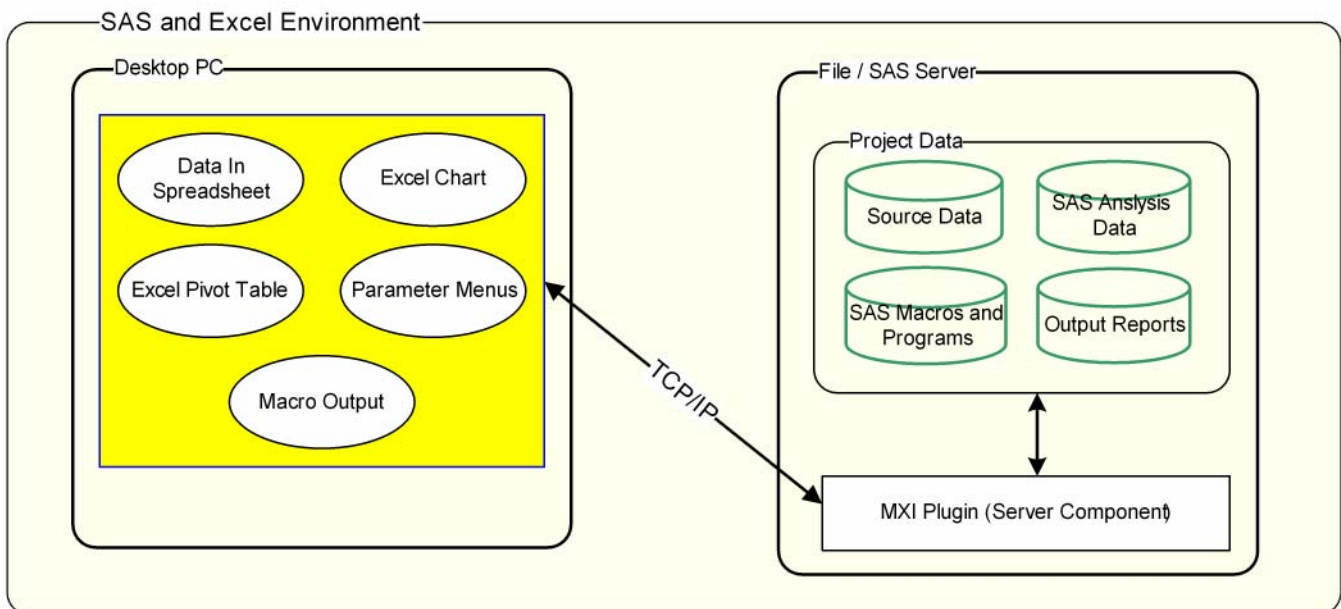 SAS and Excel Environment
Desktop PC
Data In
Spreadsheet
Excel Chart
Excel Pivot Table
Parameter Menus
Macro Output
TCP/IP
File / SAS Server
Project Data
Source Data
SAS Anslysis
Data
SAS Macros and
Programs
Output Reports
MXI Plugin (Server Component)